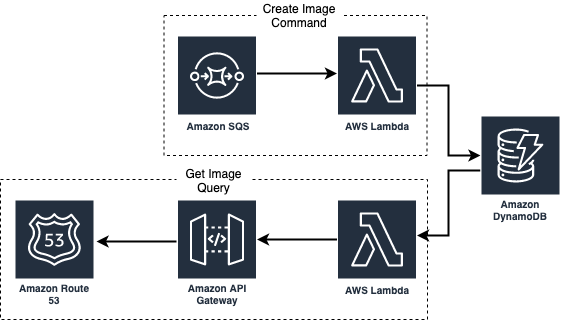 Create Image
Command
Amazon SQS
AWS Lambda
Amazon
DynamoDB
Get Image
Query
53
Amazon Route
53
</>
Amazon API
Gateway
AWS Lambda